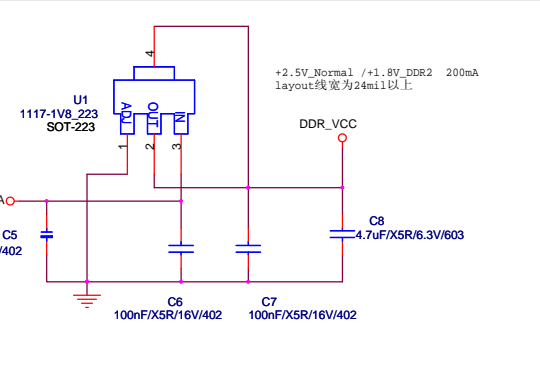 4
+2.5V_Normal /+1.8V_DDR2 200mA
layout线宽为24mil以上
U1
1117-1V8_223
SOT-223
ADJ
OUT
IN
DDR_VCC
1
2
3
A
C5
/402
C8
4.7uF/X5R/6.3V/603
C6
C7
100nF/X5R/16V/402
100nF/X5R/16V/402